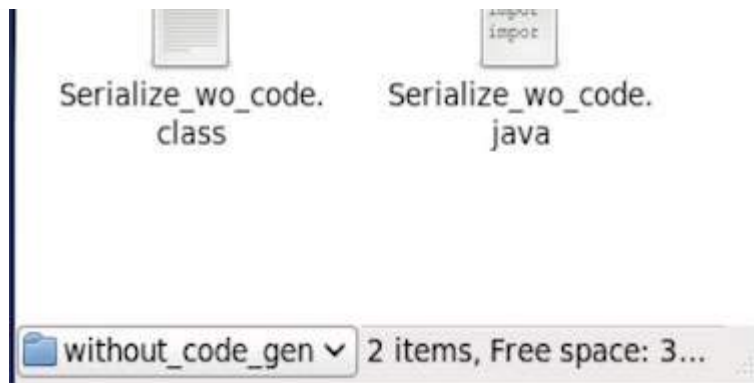 impor
Serialize_wo_code.
class
Serialize_wo_code.
java
without_code_gen
2 items, Free space: 3...